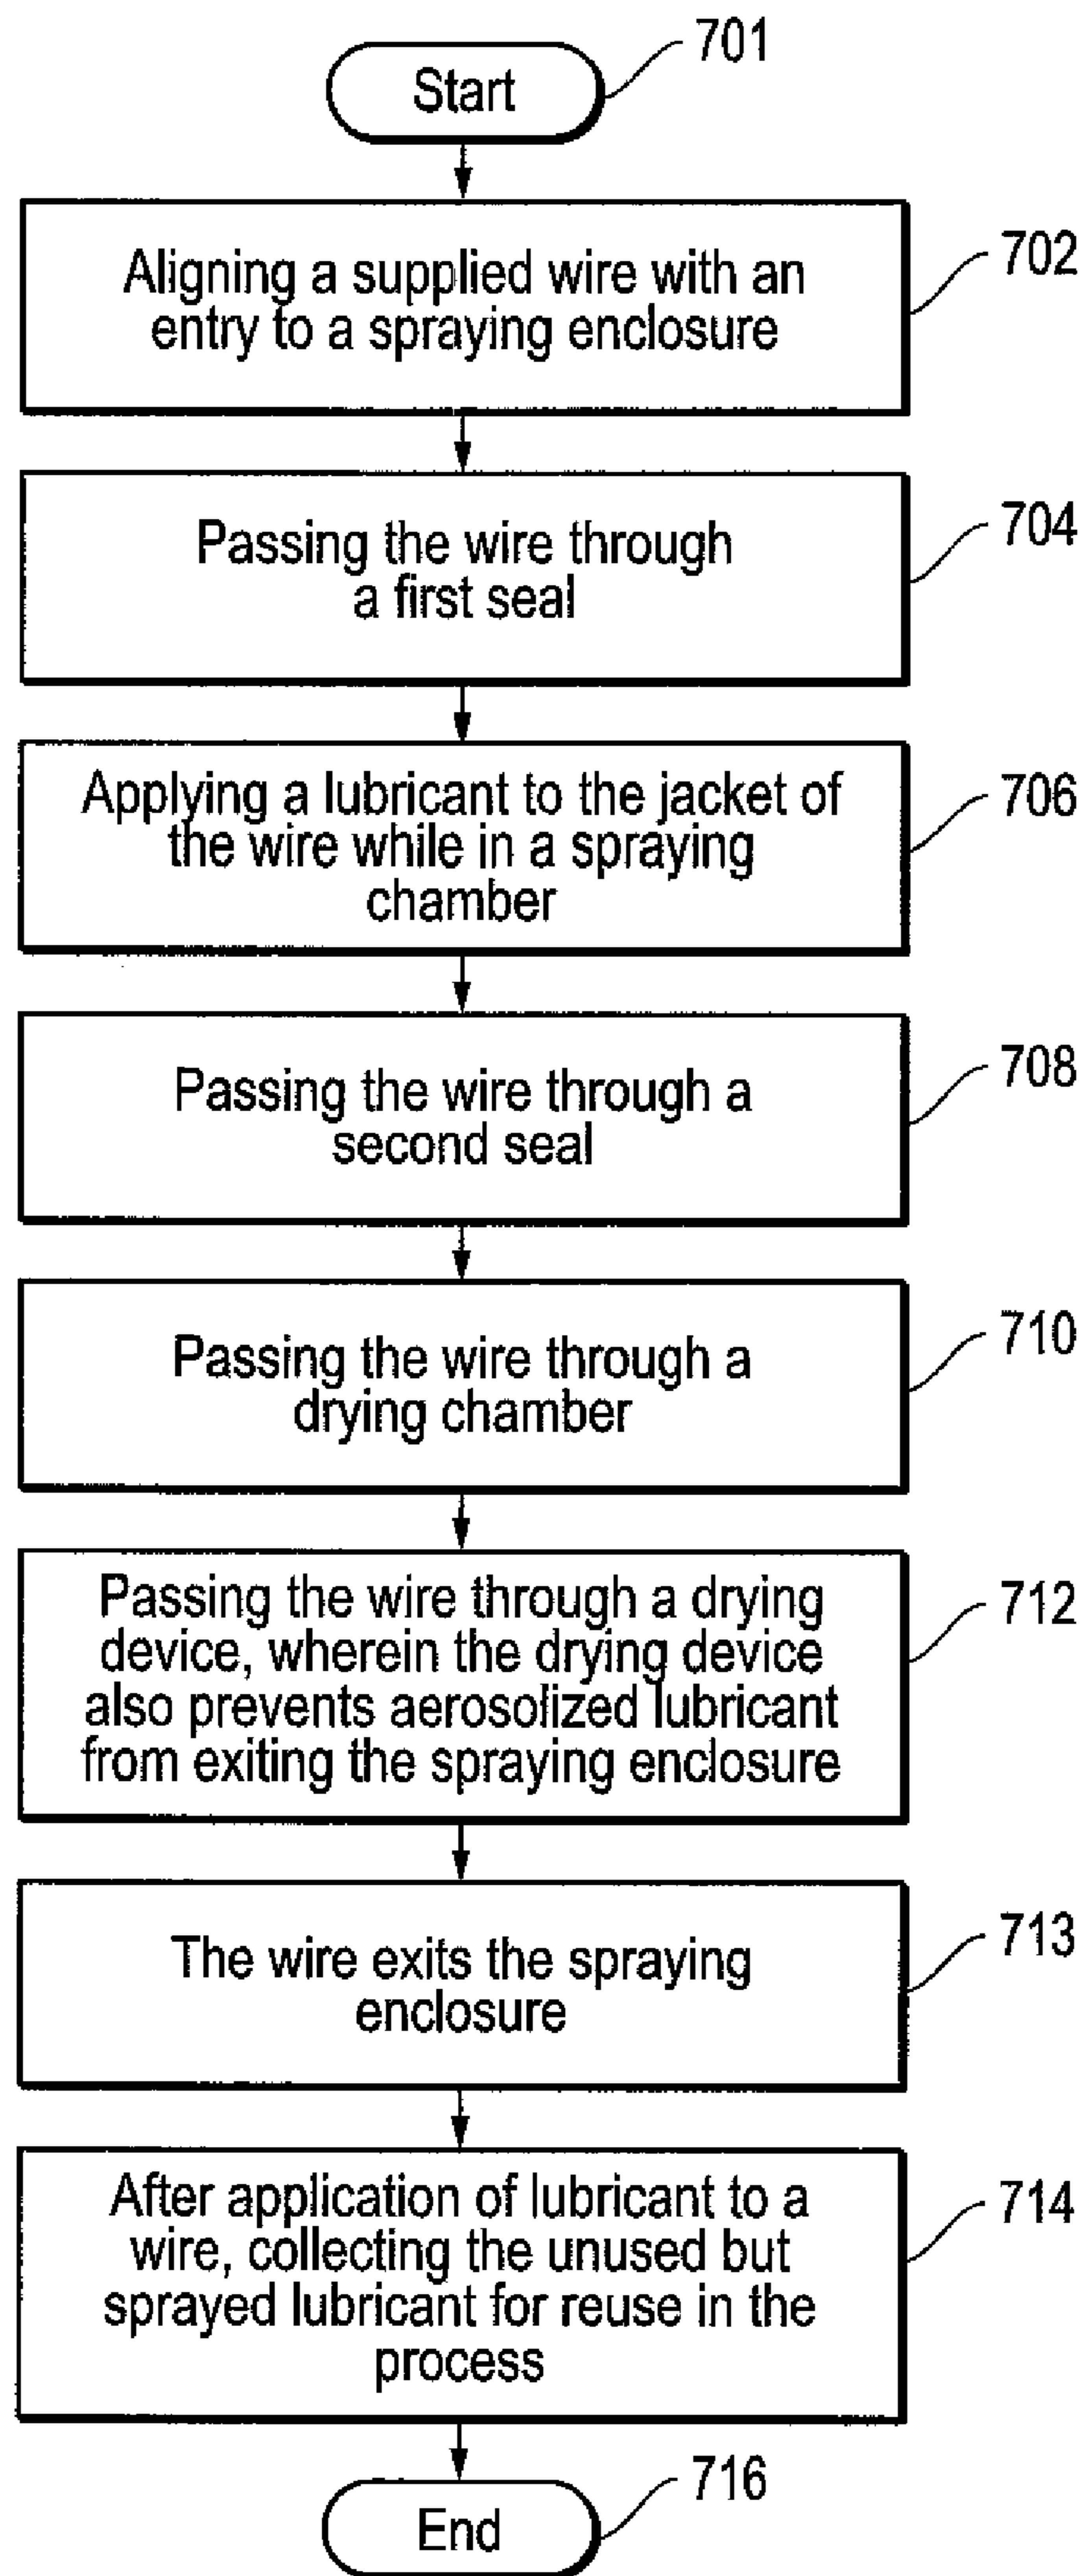 Start
701
Aligning a supplied wire with an
entry to a spraying enclosure
702
Passing the wire through
a first seal
704
Applying a lubricant to the jacket of
the wire while in a spraying
chamber
706
Passing the wire through a
second seal
708
Passing the wire through a
drying chamber
710
Passing the wire through a drying
device, wherein the drying device
also prevents aerosolized lubricant
from exiting the spraying enclosure
712
The wire exits the spraying
enclosure
713
After application of lubricant to a
wire, collecting the unused but
sprayed lubricant for reuse in the
process
714
End
716